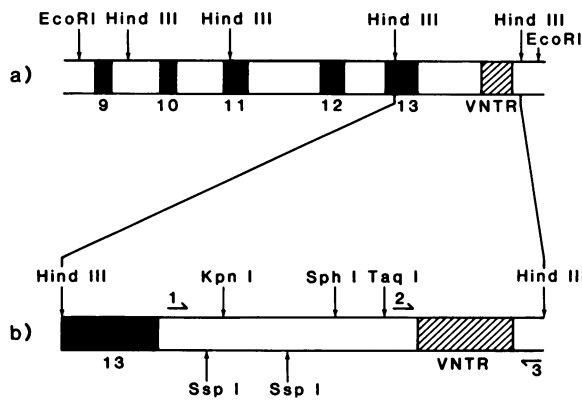 EcoRI Hind III Hind III Hind III Hind III
EcoRI
a)
9 10 11 12 13 VNTR
Hind III Kpn I Sph I Taq I Hind III
1 2
b)
13 VNTR 3
Ssp I Ssp I